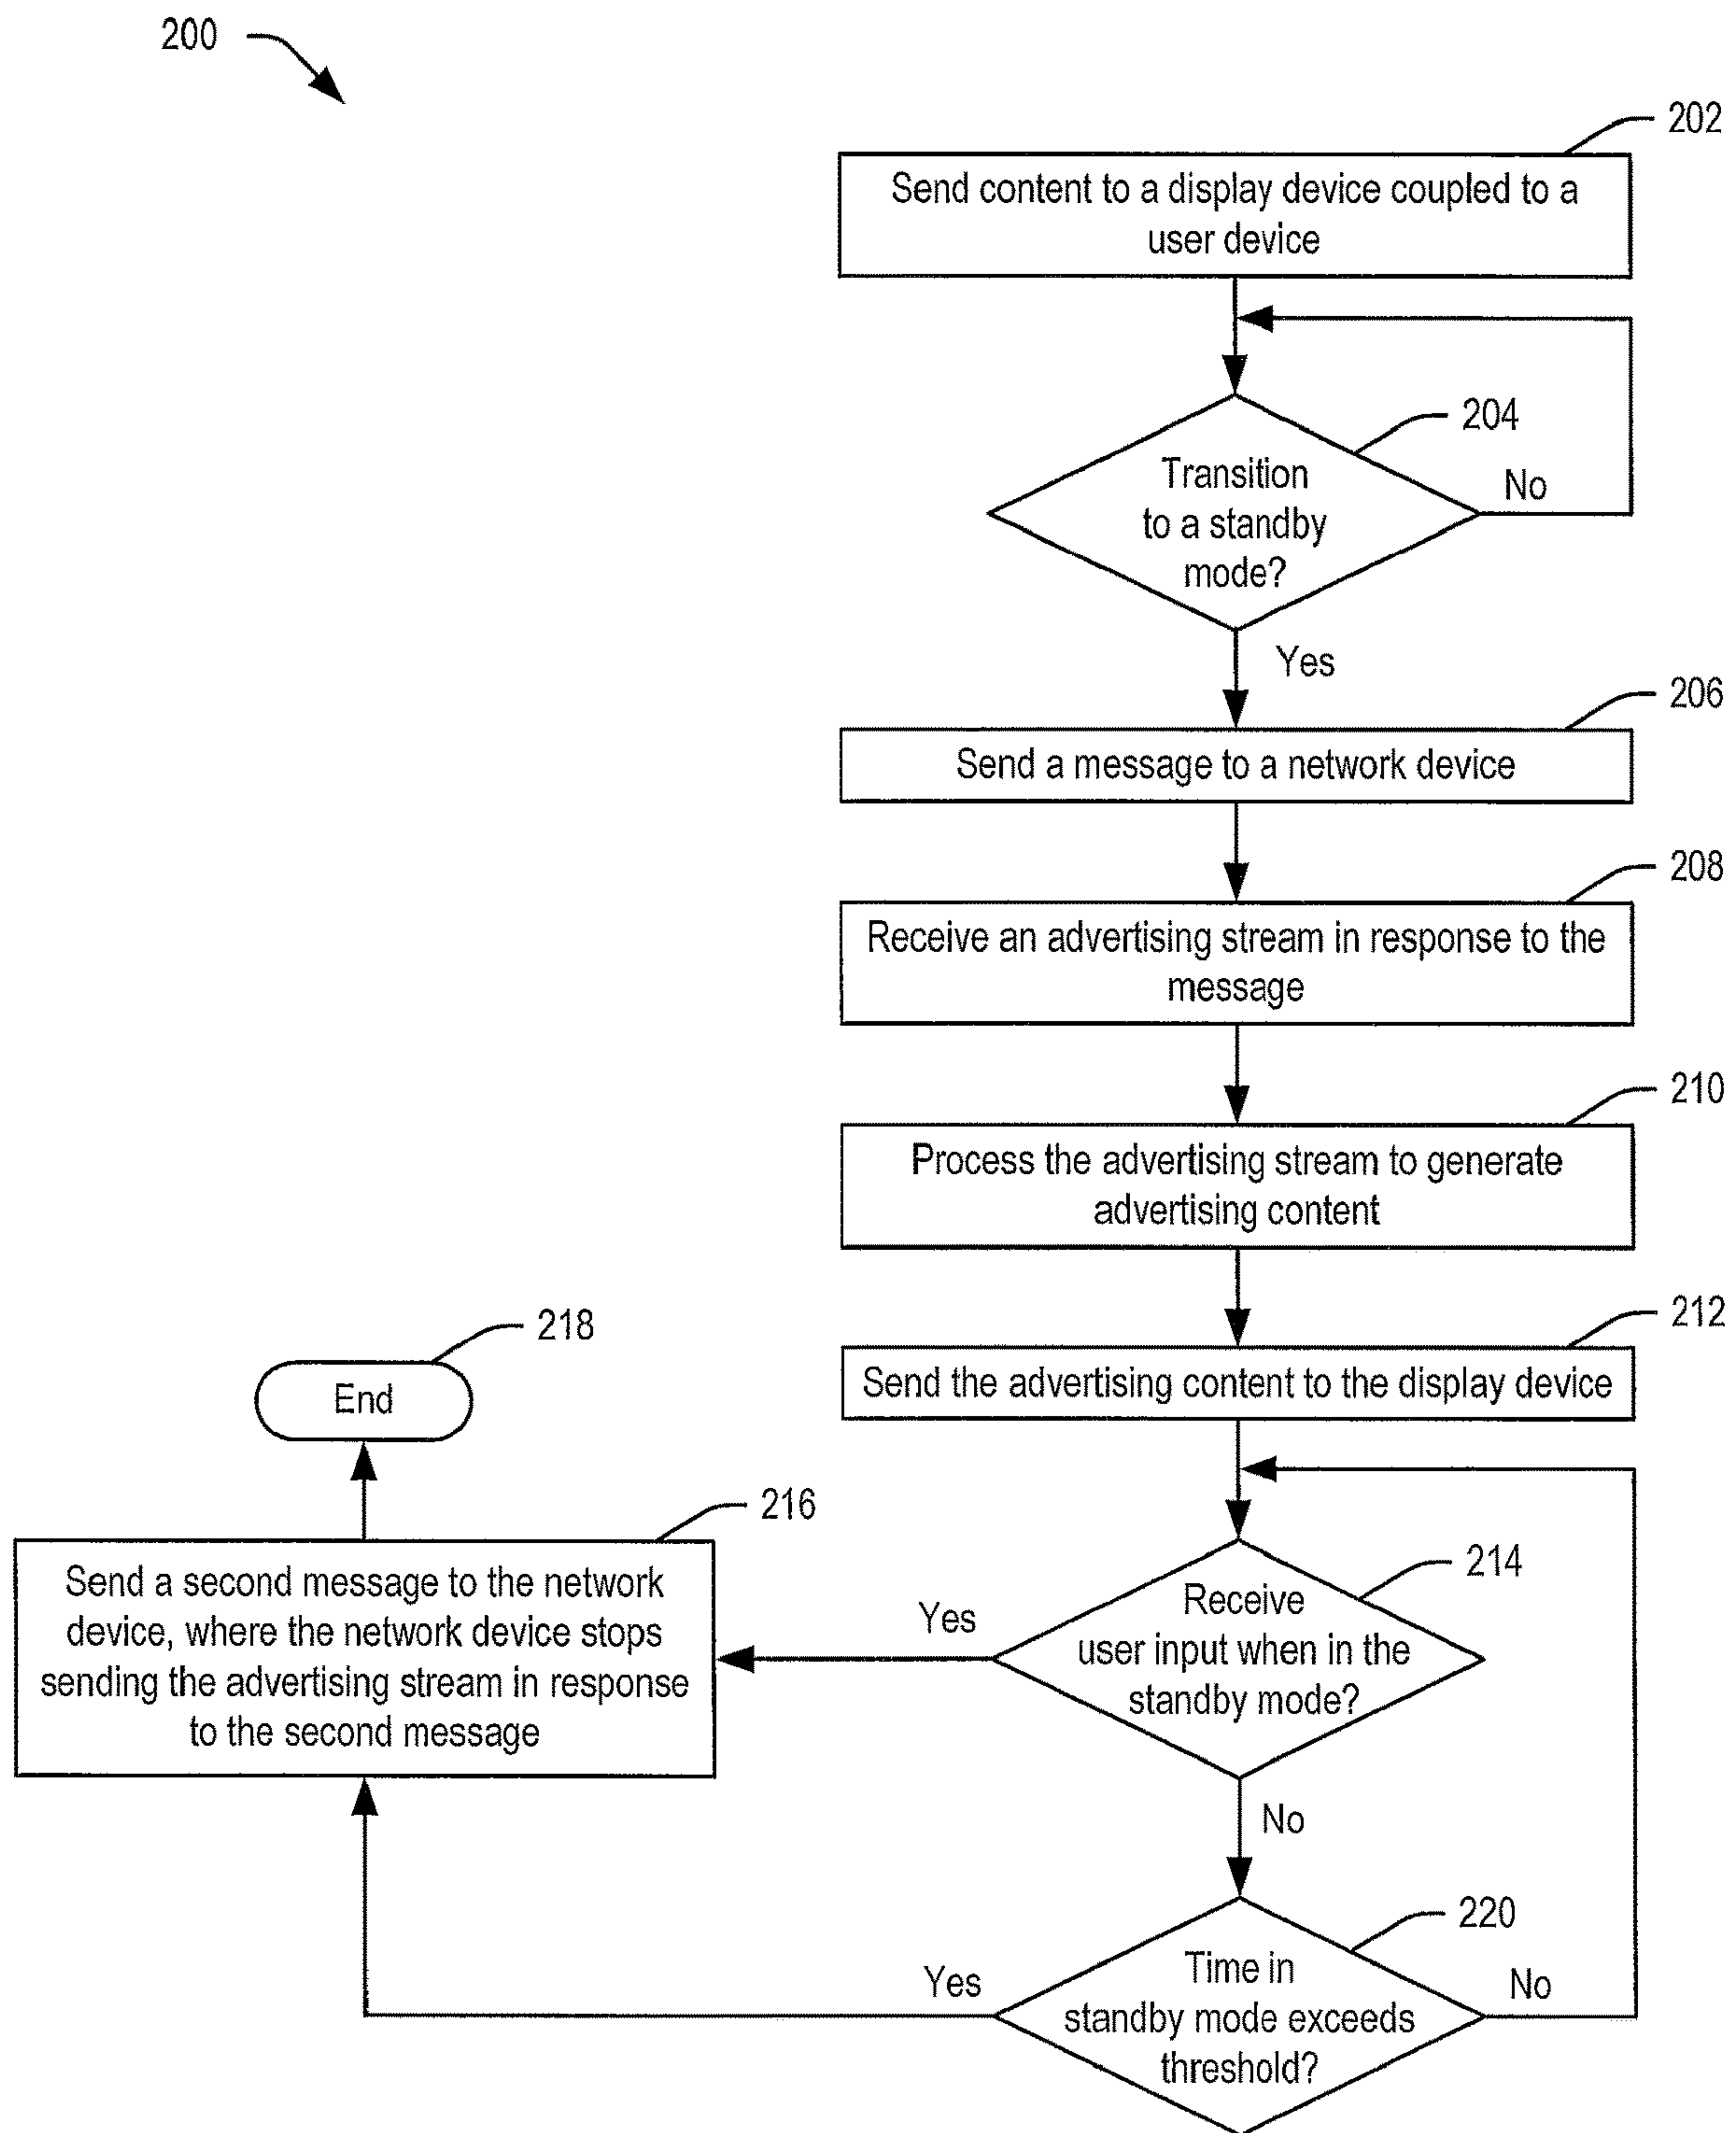 200
202
Send content to a display device coupled to a
user device
204
Transition
to a standby
mode?
No
Yes
206
Send a message to a network device
208
Receive an advertising stream in response to the
message
210
Process the advertising stream to generate
advertising content
212
Send the advertising content to the display device
218
End
216
Send a second message to the network
device, where the network device stops
sending the advertising stream in response
to the second message
214
Receive
user input when in the
standby mode?
Yes
No
220
Time in
standby mode exceeds
threshold?
Yes
No